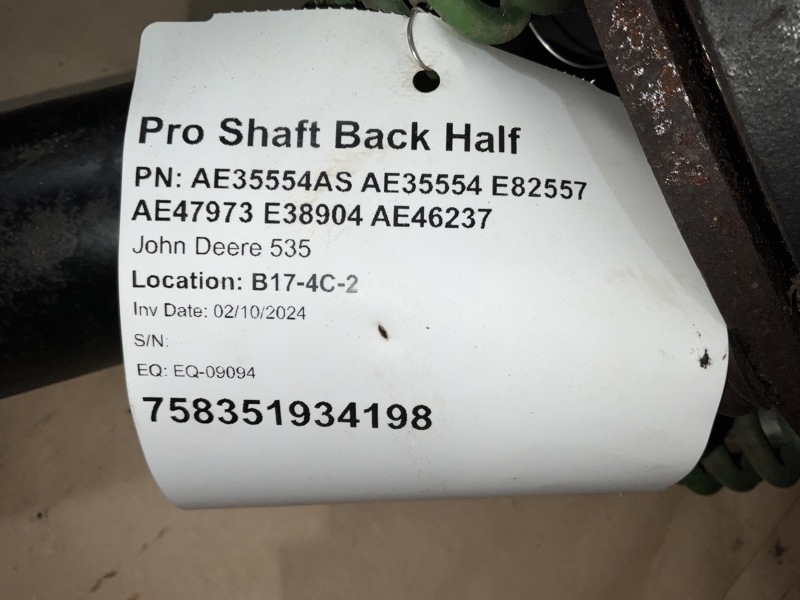 Pro Shaft Back Half
PN: AE35554AS AE35554 E82557
AE47973 E38904 AE46237
John Deere 535
Location: B17-4C-2
Inv Date: 02/10/2024
S/N:
EQ: EQ-09094
758351934198